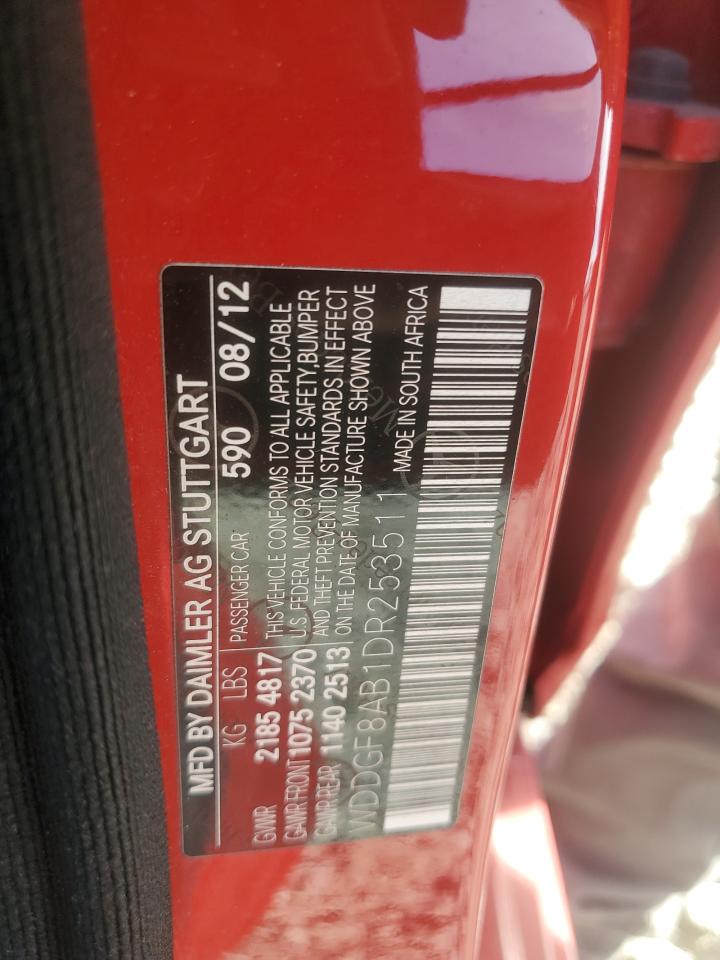 MFD BY DAIMLER AG STUTTGART
KG LBS PASSENGER CAR 590 08/12
GVWR 2185 4817
GAWR FRONT 1075 2370
GAWR REAR 1140 2513
THIS VEHICLE CONFORMS TO ALL APPLICABLE
U.S. FEDERAL MOTOR VEHICLE SAFETY, BUMPER
AND THEFT PREVENTION STANDARDS IN EFFECT
ON THE DATE OF MANUFACTURE SHOWN ABOVE
WDDGF8AB1DR253511 MADE IN SOUTH AFRICA